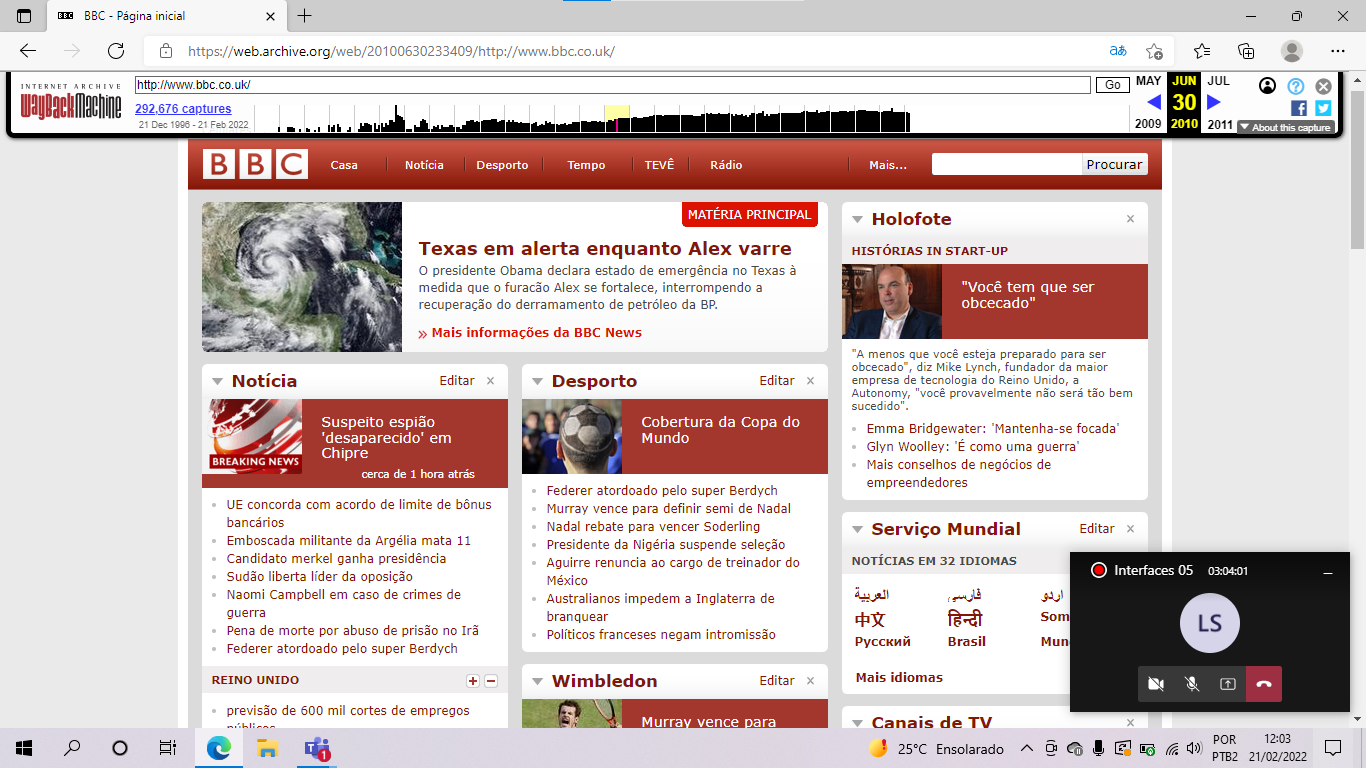 BBC - Página inicial
https://web.archive.org/web/20100630233409/http://www.bbc.co.uk/
INTERNET ARCHIVE
WayBackMachine
http://www.bbc.co.uk/
Go
292,676 captures
21 Dec 1996 - 21 Feb 2022
MAY JUN JUL
30
2009 2010 2011
About this capture
BBC
Casa Notícia Desporto Tempo TEVÊ Rádio Mais... Procurar
MATÉRIA PRINCIPAL
Texas em alerta enquanto Alex varre
O presidente Obama declara estado de emergência no Texas à
medida que o furacão Alex se fortalece, interrompendo a
recuperação do derramamento de petróleo da BP.
» Mais informações da BBC News
Notícia Editar
BREAKING NEWS
Suspeito espião
'desaparecido' em
Chipre
cerca de 1 hora atrás
UE concorda com acordo de limite de bônus
bancários
Emboscada militante da Argélia mata 11
Candidato merkel ganha presidência
Sudão liberta líder da oposição
Naomi Campbell em caso de crimes de
guerra
Pena de morte por abuso de prisão no Irã
Federer atordoado pelo super Berdych
REINO UNIDO
previsão de 600 mil cortes de empregos
públicos
Desporto Editar
Cobertura da Copa do
Mundo
Federer atordoado pelo super Berdych
Murray vence para definir semi de Nadal
Nadal rebate para vencer Soderling
Presidente da Nigéria suspende seleção
Aguirre renuncia ao cargo de treinador do
México
Australianos impedem a Inglaterra de
branquear
Políticos franceses negam intromissão
Wimbledon Editar
Murray vence para
Holofote
HISTÓRIAS IN START-UP
"Você tem que ser
obcecado"
"A menos que você esteja preparado para ser
obcecado", diz Mike Lynch, fundador da maior
empresa de tecnologia do Reino Unido, a
Autonomy, "você provavelmente não será tão bem
sucedido".
Emma Bridgewater: 'Mantenha-se focada'
Glyn Woolley: 'É como uma guerra'
Mais conselhos de negócios de
empreendedores
Serviço Mundial Editar
NOTÍCIAS EM 32 IDIOMAS
العربية فارسی اردو
中文 हिन्दी Som
Русский Brasil Mun
Mais idiomas
Canais de TV
Interfaces 05 03:04:01
LS
1
25°C Ensolarado
POR
PTB2
12:03
21/02/2022